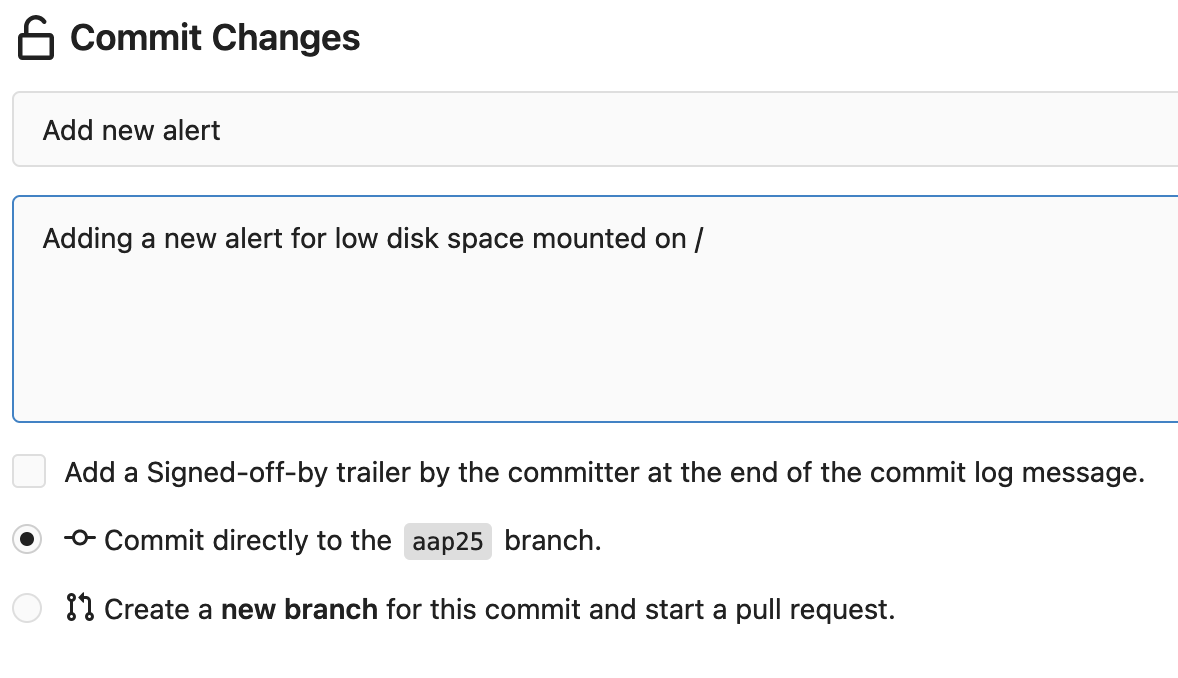 Commit Changes
Add new alert
Adding a new alert for low disk space mounted on /
Add a Signed-off-by trailer by the committer at the end of the commit log message.
Commit directly to the aap25 branch.
Create a new branch for this commit and start a pull request.